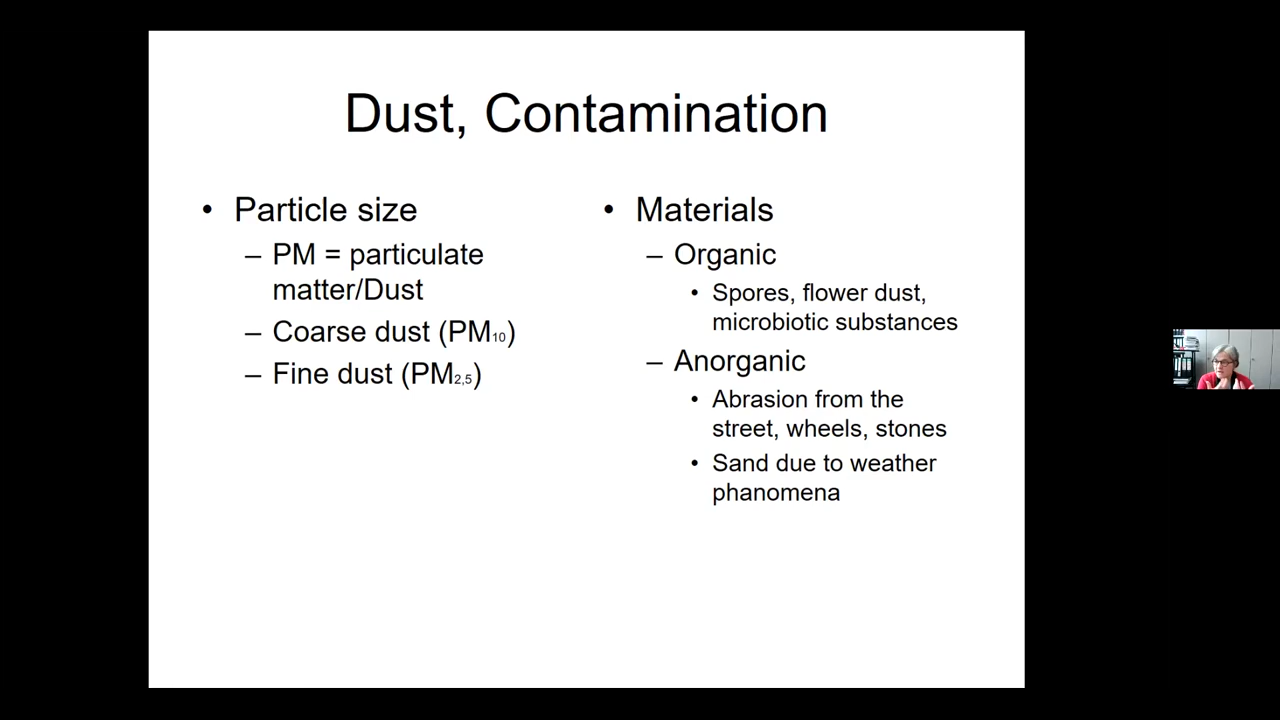 Dust, Contamination
• Particle size
– PM = particulate
matter/Dust
– Coarse dust (PM10)
– Fine dust (PM2,5)
• Materials
– Organic
• Spores, flower dust,
microbiotic substances
– Anorganic
• Abrasion from the
street, wheels, stones
• Sand due to weather
phanomena